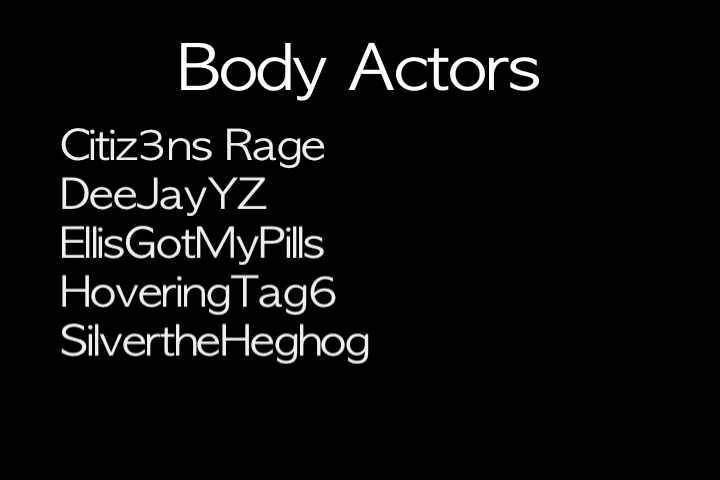 Body Actors
Citiz3ns Rage
DeeJayYZ
EllisGotMyPills
HoveringTag6
SilvertheHeghog